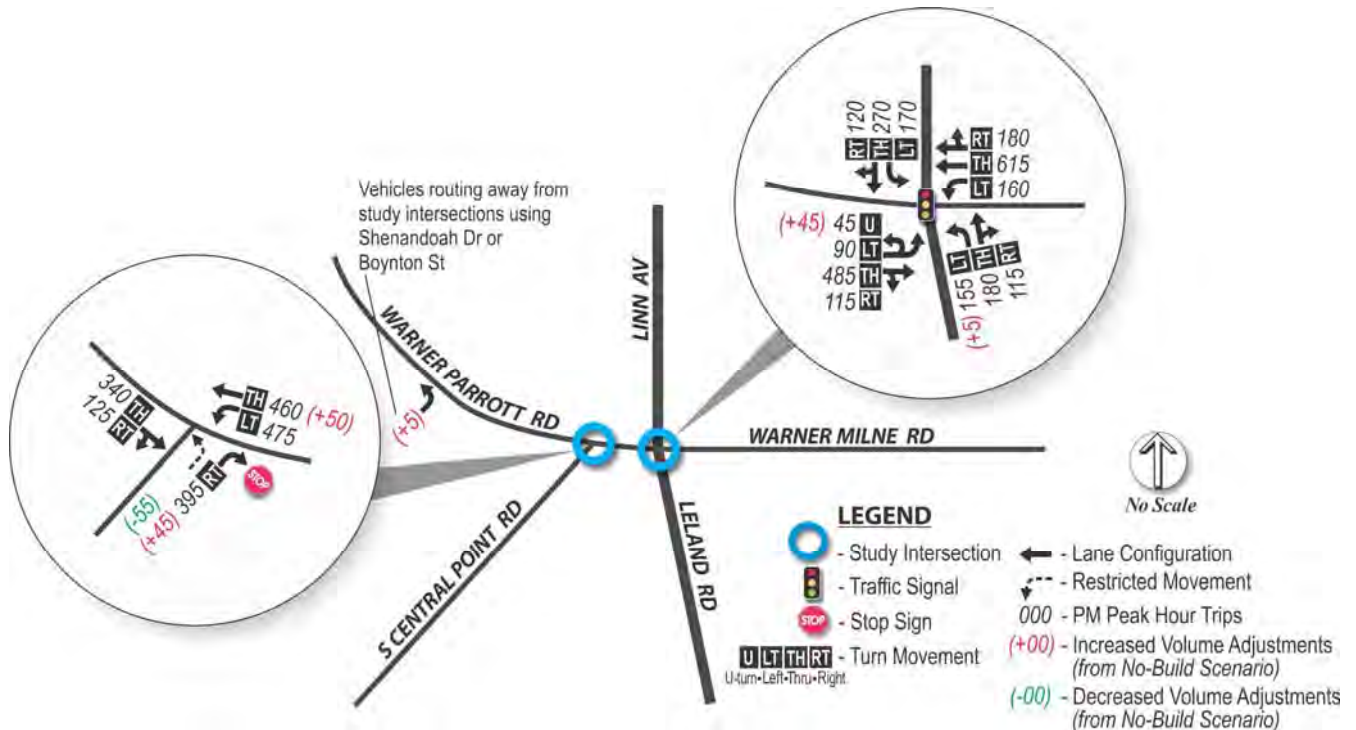 Vehicles routing away from
study intersections using
Shenandoah Dr or
Boynton St
(+5)
WARNER PARROTT RD
LINN AV
WARNER MILNE RD
S CENTRAL POINT RD
LELAND RD
RT 120
TH 270
LT 170
RT 180
TH 615
LT 160
(+45) 45 U
90 LT
485 TH
115 RT
LT 155 (+5)
TH 180
RT 115
340 TH
125 RT
TH 460 (+50)
LT 475
(-55)
(+45) 395 RT
STOP
No Scale
LEGEND
- Study Intersection
- Traffic Signal
STOP - Stop Sign
U LT TH RT - Turn Movement
U-turn•Left•Thru•Right
- Lane Configuration
- Restricted Movement
000 - PM Peak Hour Trips
(+00) - Increased Volume Adjustments
(from No-Build Scenario)
(-00) - Decreased Volume Adjustments
(from No-Build Scenario)